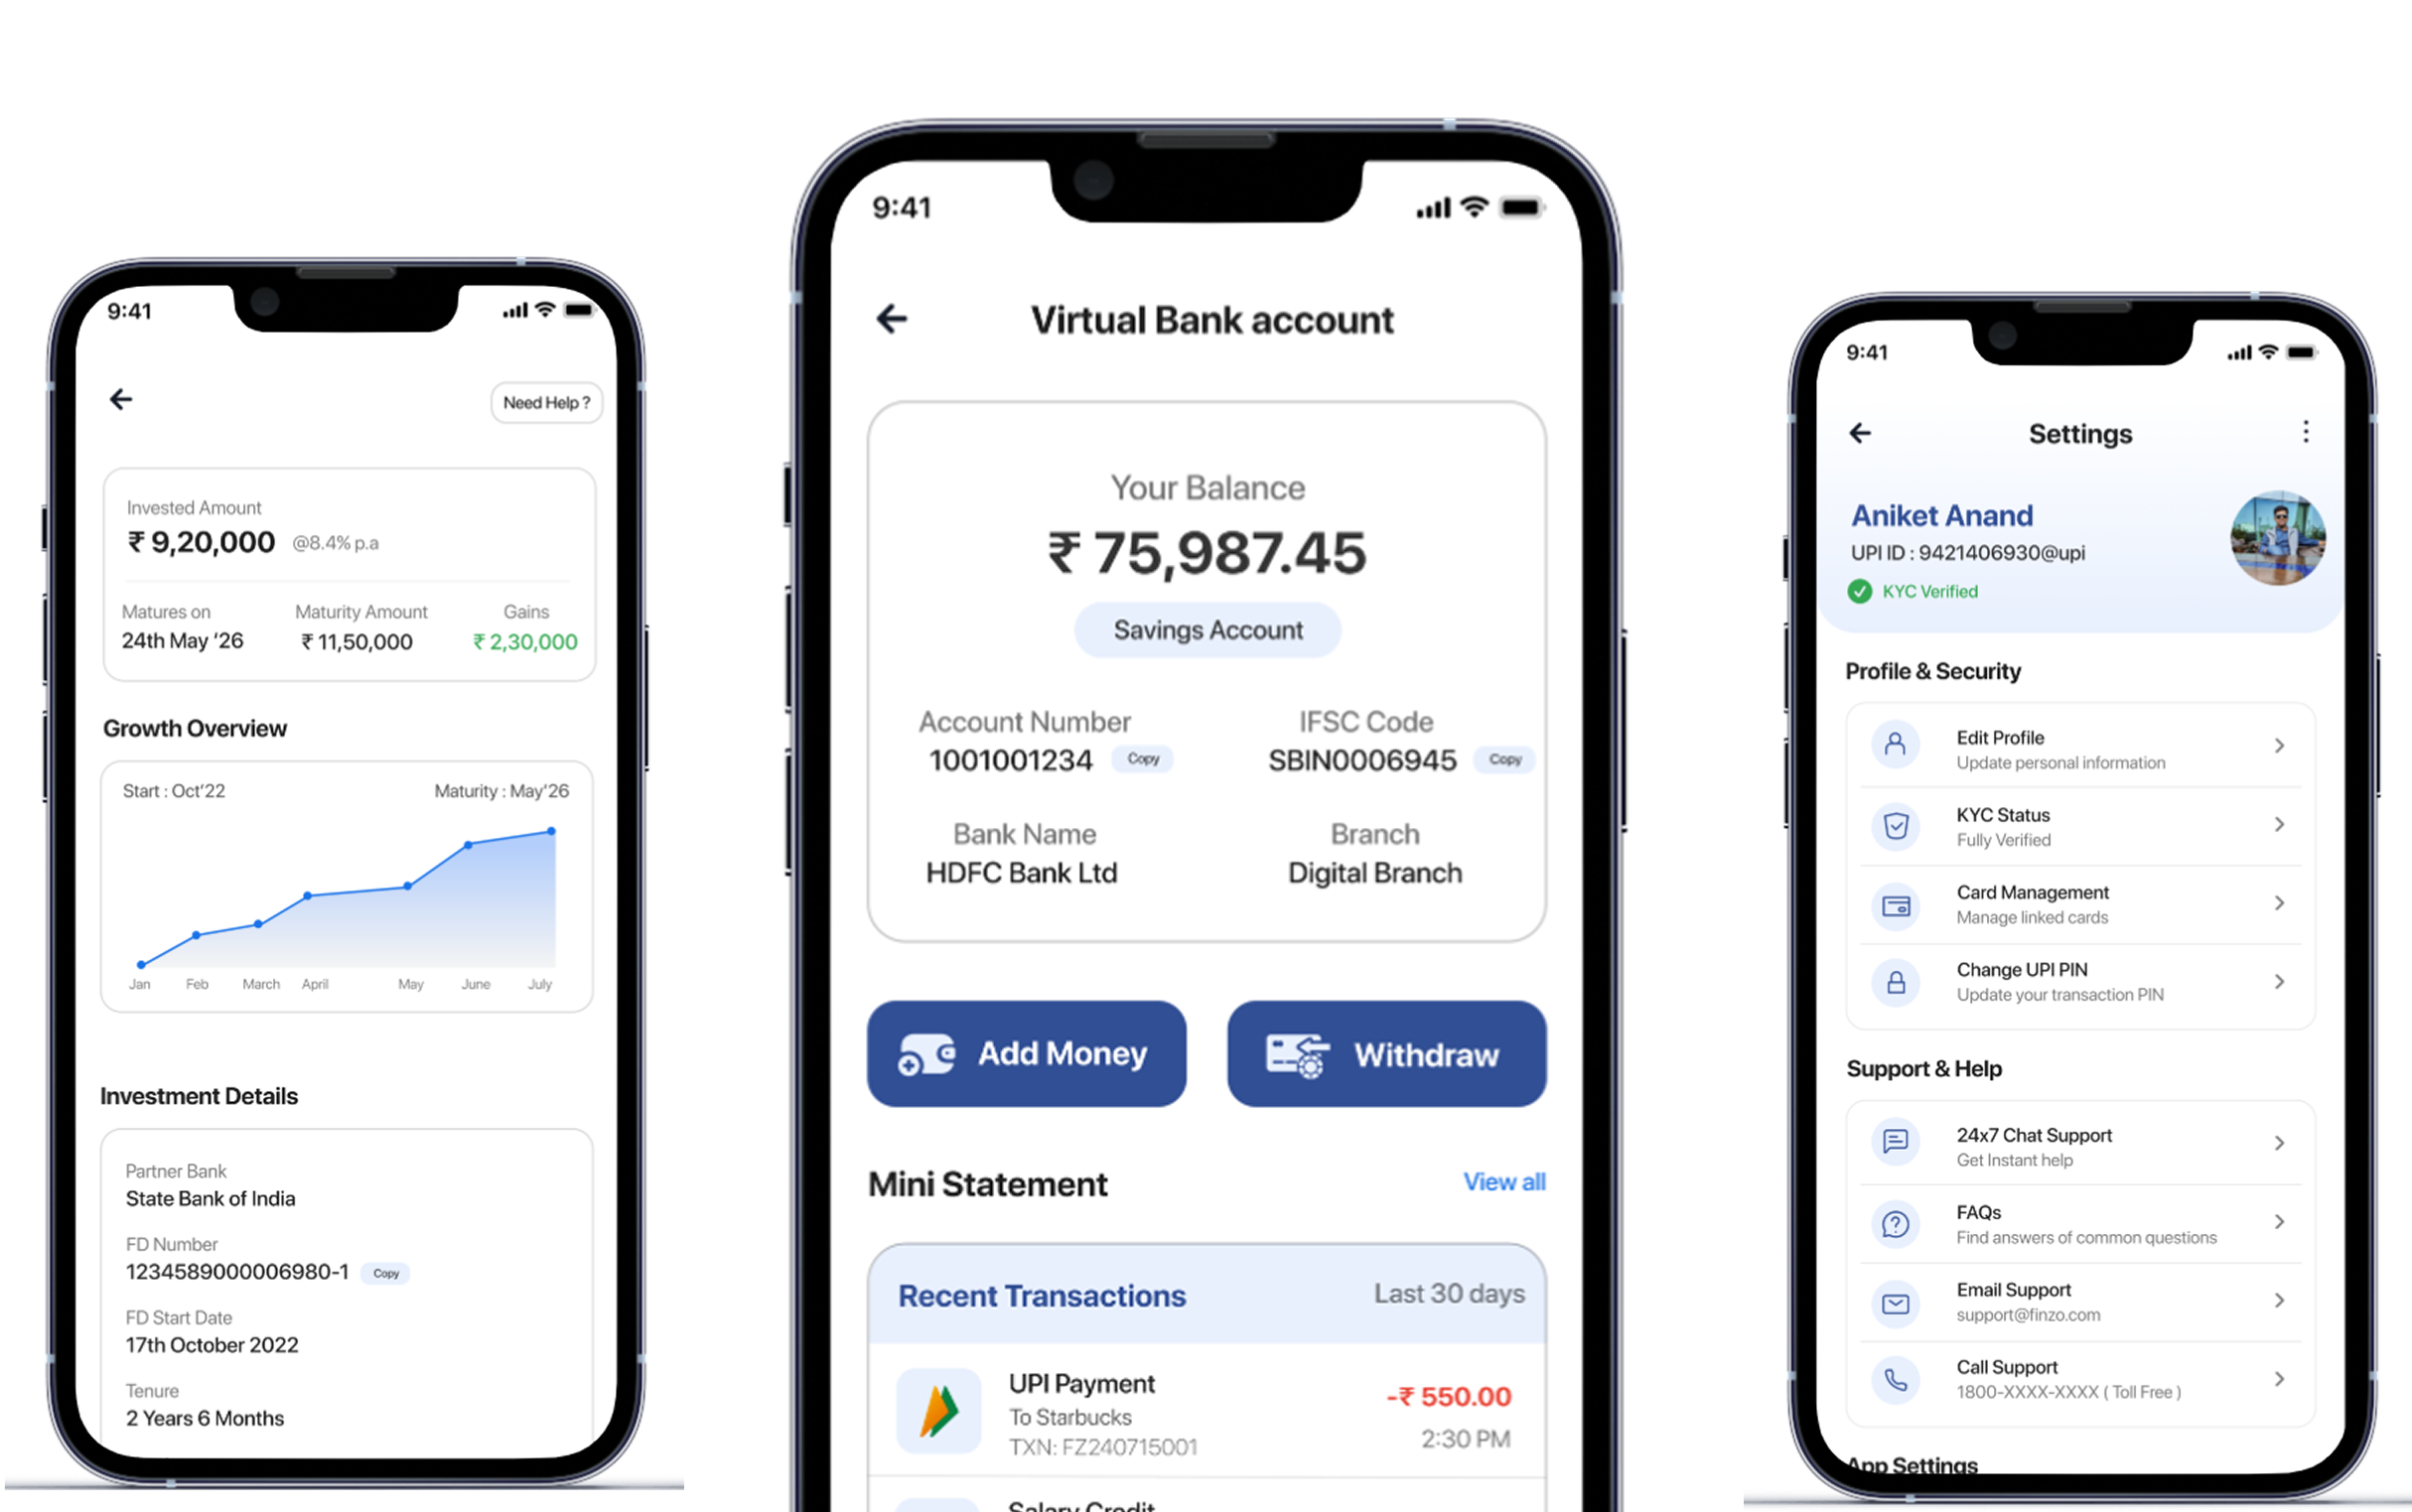 9:41
Need Help ?
Invested Amount
₹ 9,20,000 @8.4% p.a
Matures on Maturity Amount Gains
24th May ‘26 ₹ 11,50,000 ₹ 2,30,000
Growth Overview
Start : Oct'22 Maturity : May'26
Jan Feb March April May June July
Investment Details
Partner Bank
State Bank of India
FD Number
1234589000006980-1 Copy
FD Start Date
17th October 2022
Tenure
2 Years 6 Months
9:41
Virtual Bank account
Your Balance
₹ 75,987.45
Savings Account
Account Number IFSC Code
1001001234 Copy SBIN0006945 Copy
Bank Name Branch
HDFC Bank Ltd Digital Branch
Add Money Withdraw
Mini Statement View all
Recent Transactions Last 30 days
UPI Payment -₹ 550.00
To Starbucks
TXN: FZ240715001 2:30 PM
Salary Credit
9:41
Settings
Aniket Anand
UPI ID : 9421406930@upi
KYC Verified
Profile & Security
Edit Profile
Update personal information
KYC Status
Fully Verified
Card Management
Manage linked cards
Change UPI PIN
Update your transaction PIN
Support & Help
24x7 Chat Support
Get Instant help
FAQs
Find answers of common questions
Email Support
support@finzo.com
Call Support
1800-XXXX-XXXX ( Toll Free )
App Settings